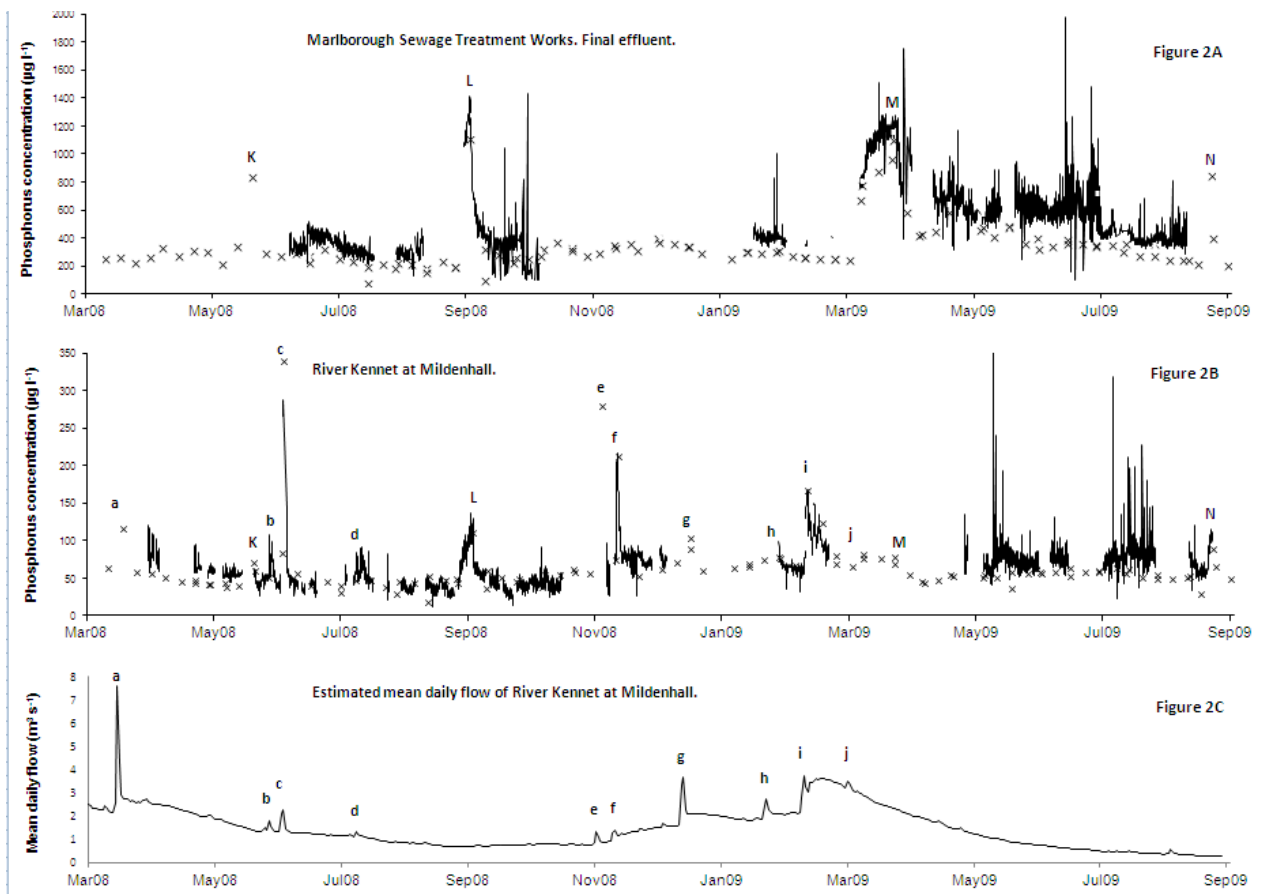 Marlborough Sewage Treatment Works. Final effluent.
Figure 2A
Phosphorus concentration (µg l⁻¹)
2000
1800
1600
1400
1200
1000
800
600
400
200
0
K
L
M
N
Mar08
May08
Jul08
Sep08
Nov08
Jan09
Mar09
May09
Jul09
Sep09
River Kennet at Mildenhall.
Figure 2B
Phosphorus concentration (µg l⁻¹)
350
300
250
200
150
100
50
0
a
K
b
c
d
L
e
f
g
h
i
j
M
N
Mar08
May08
Jul08
Sep08
Nov08
Jan09
Mar09
May09
Jul09
Sep09
Estimated mean daily flow of River Kennet at Mildenhall.
Figure 2C
Mean daily flow (m³ s⁻¹)
8
7
6
5
4
3
2
1
0
a
b
c
d
e
f
g
h
i
j
Mar08
May08
Jul08
Sep08
Nov08
Jan09
Mar09
May09
Jul09
Sep09